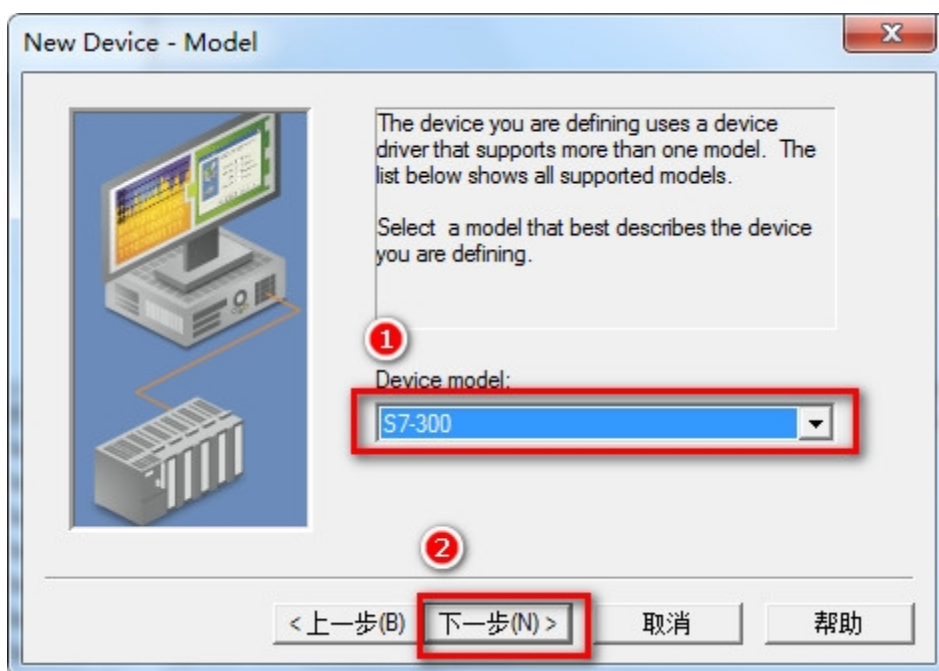 New Device - Model
The device you are defining uses a device
driver that supports more than one model. The
list below shows all supported models.
Select a model that best describes the device
you are defining.
1
Device model:
S7-300
2
<上一步(B)
下一步(N)>
取消
帮助